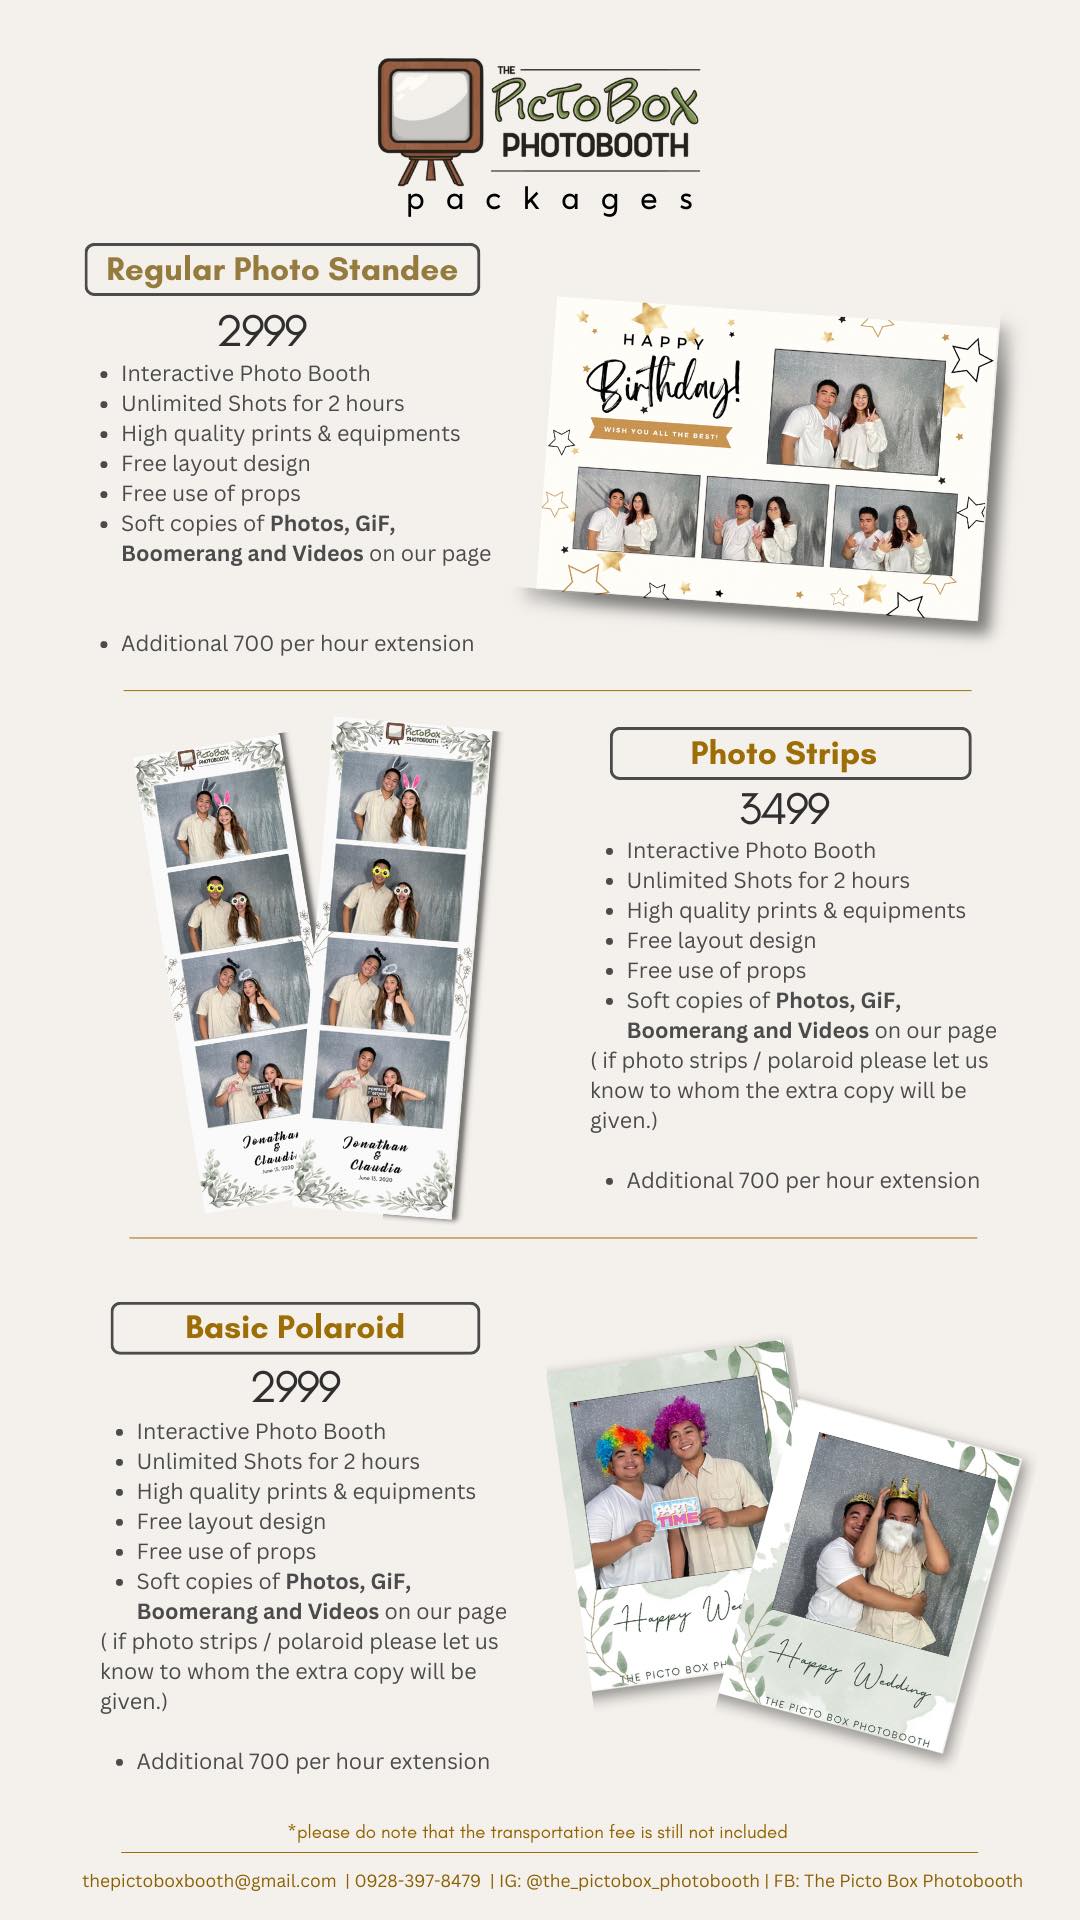 THE
PicToBox
PHOTOBOOTH
packages
Regular Photo Standee
2999
• Interactive Photo Booth
• Unlimited Shots for 2 hours
• High quality prints & equipments
• Free layout design
• Free use of props
• Soft copies of Photos, GiF,
Boomerang and Videos on our page
• Additional 700 per hour extension
HAPPY
Birthday!
WISH YOU ALL THE BEST!
PicToBox
PHOTOBOOTH
Jonathan
&
Claudia
June 15, 2020
PicToBox
PHOTOBOOTH
Jonathan
&
Claudia
June 15, 2020
Photo Strips
3499
• Interactive Photo Booth
• Unlimited Shots for 2 hours
• High quality prints & equipments
• Free layout design
• Free use of props
• Soft copies of Photos, GiF,
Boomerang and Videos on our page
( if photo strips / polaroid please let us
know to whom the extra copy will be
given.)
• Additional 700 per hour extension
Basic Polaroid
2999
• Interactive Photo Booth
• Unlimited Shots for 2 hours
• High quality prints & equipments
• Free layout design
• Free use of props
• Soft copies of Photos, GiF,
Boomerang and Videos on our page
( if photo strips / polaroid please let us
know to whom the extra copy will be
given.)
• Additional 700 per hour extension
PARTY
TIME
Happy We
THE PICTO BOX PH
Happy Wedding
THE PICTO BOX PHOTOBOOTH
*please do note that the transportation fee is still not included
thepictoboxbooth@gmail.com | 0928-397-8479 | IG: @the_pictobox_photobooth | FB: The Picto Box Photobooth